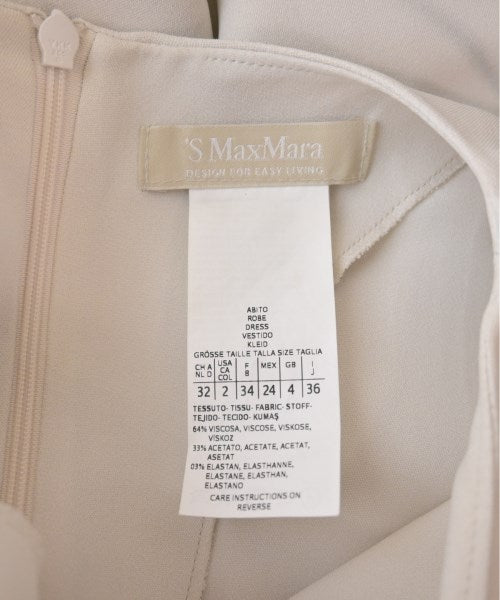 'S MaxMara
DESIGN FOR EASY LIVING
ABITO
ROBE
DRESS
VESTIDO
KLEID
GRÖSSE TAILLE TALLA SIZE TAGLIA
CH A NL D USA CA COL F B MEX GB I J
32 2 34 24 4 36
TESSUTO- TISSU- FABRIC- STOFF-
TEJIDO- TECIDO- KUMAŞ
64% VISCOSA, VISCOSE, VISKOSE,
VİSKOZ
33% ACETATO, ACETATE, ACETAT,
ASETAT
03% ELASTAN, ELASTHANNE,
ELASTANE, ELASTHAN,
ELASTANO
CARE INSTRUCTIONS ON
REVERSE